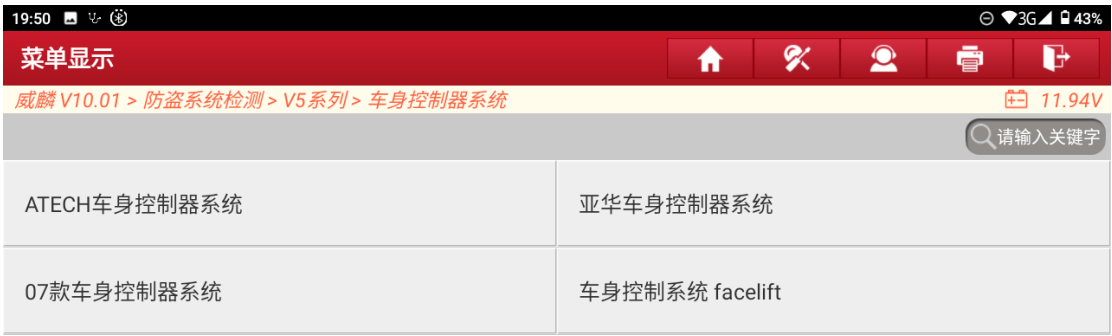 19:50 3G 43%
菜单显示
威麟 V10.01 > 防盗系统检测 > V5系列 > 车身控制器系统 11.94V
请输入关键字
ATECH车身控制器系统 亚华车身控制器系统
07款车身控制器系统 车身控制系统 facelift